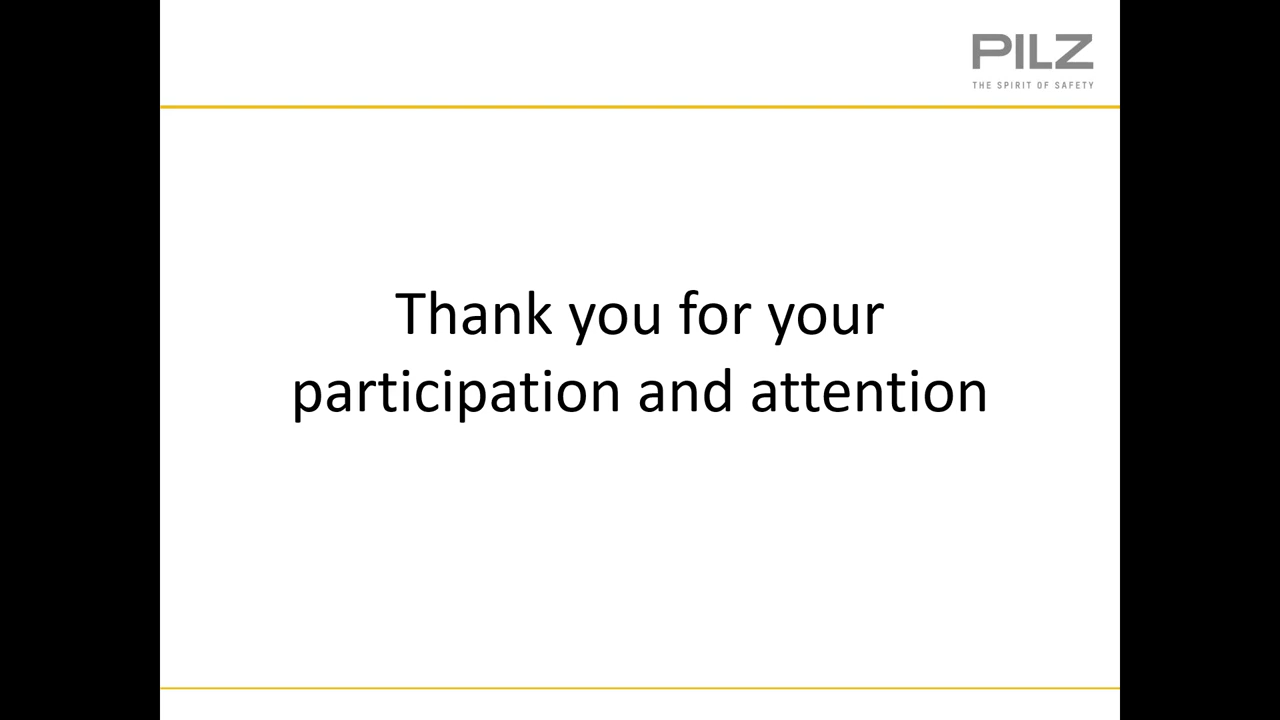 PILZ
THE SPIRIT OF SAFETY
Thank you for your
participation and attention